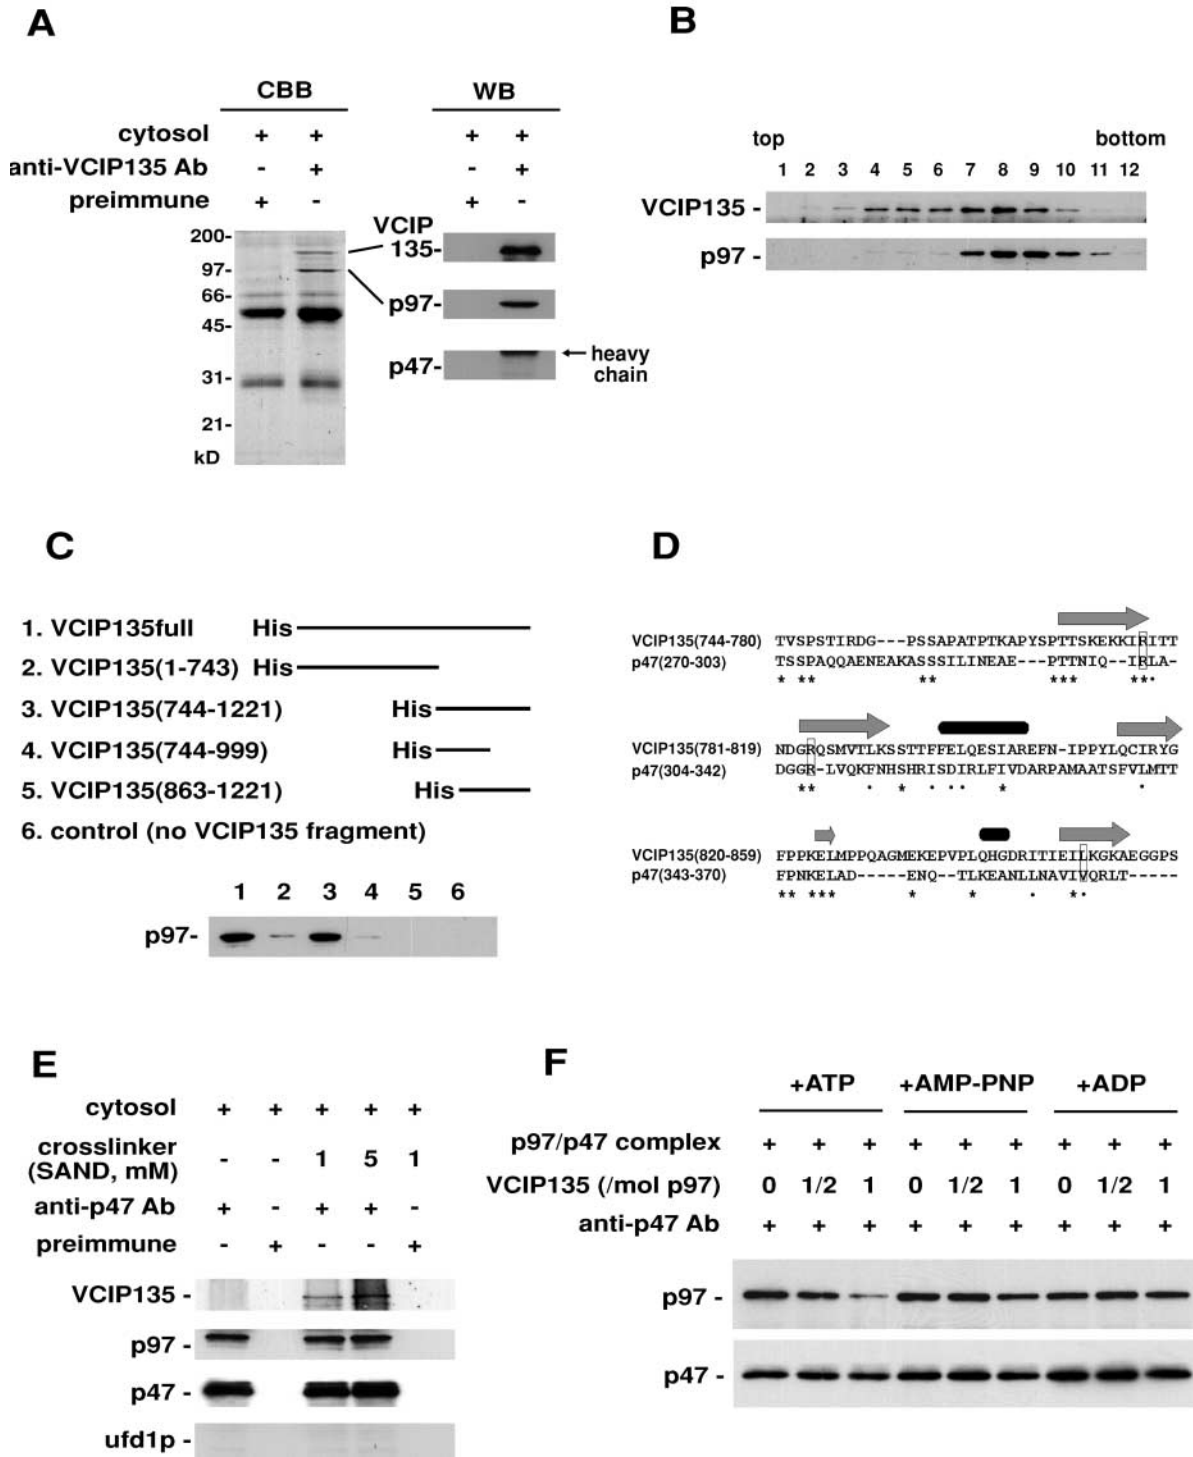 A
CBB WB
cytosol + + + +
anti-VCIP135 Ab - + - +
preimmune + - + -
VCIP
200-
135-
97-
66-
p97-
45-
heavy
chain
31-
p47-
21-
kD
B
top bottom
1 2 3 4 5 6 7 8 9 10 11 12
VCIP135 -
p97 -
C
1. VCIP135full His
2. VCIP135(1-743) His
3. VCIP135(744-1221) His
4. VCIP135(744-999) His
5. VCIP135(863-1221) His
6. control (no VCIP135 fragment)
1 2 3 4 5 6
p97-
D
VCIP135(744-780) TVSPSTIRDG---PSSAPATPTKAPYSPTTSKEKKIRITT
p47(270-303) TSSPAQQAENEAKASSSILINEAE---PTTNIQ--IRLA-
* ** ** *** **.
VCIP135(781-819) NDGRQSMVTLKSSTTFFELQESIAREFN-IPPYLQCIRYG
p47(304-342) DGGR-LVQKFNHSHRISDIRLFIVDARPAMAATSFVLMTT
** . * . .. * .
VCIP135(820-859) FPPKELMPPQAGMEKEPVPLQHGDRITIEILKGKAEGGPS
p47(343-370) FPNKELAD-----ENQ--TLKEANLLNAVIVQRLT-----
** *** * * . *.
E
cytosol + + + + +
crosslinker
(SAND, mM) - - 1 5 1
anti-p47 Ab + - + + -
preimmune - + - - +
VCIP135 -
p97 -
p47 -
ufd1p -
F
+ATP +AMP-PNP +ADP
p97/p47 complex + + + + + + + + +
VCIP135 (/mol p97) 0 1/2 1 0 1/2 1 0 1/2 1
anti-p47 Ab + + + + + + + + +
p97 -
p47 -